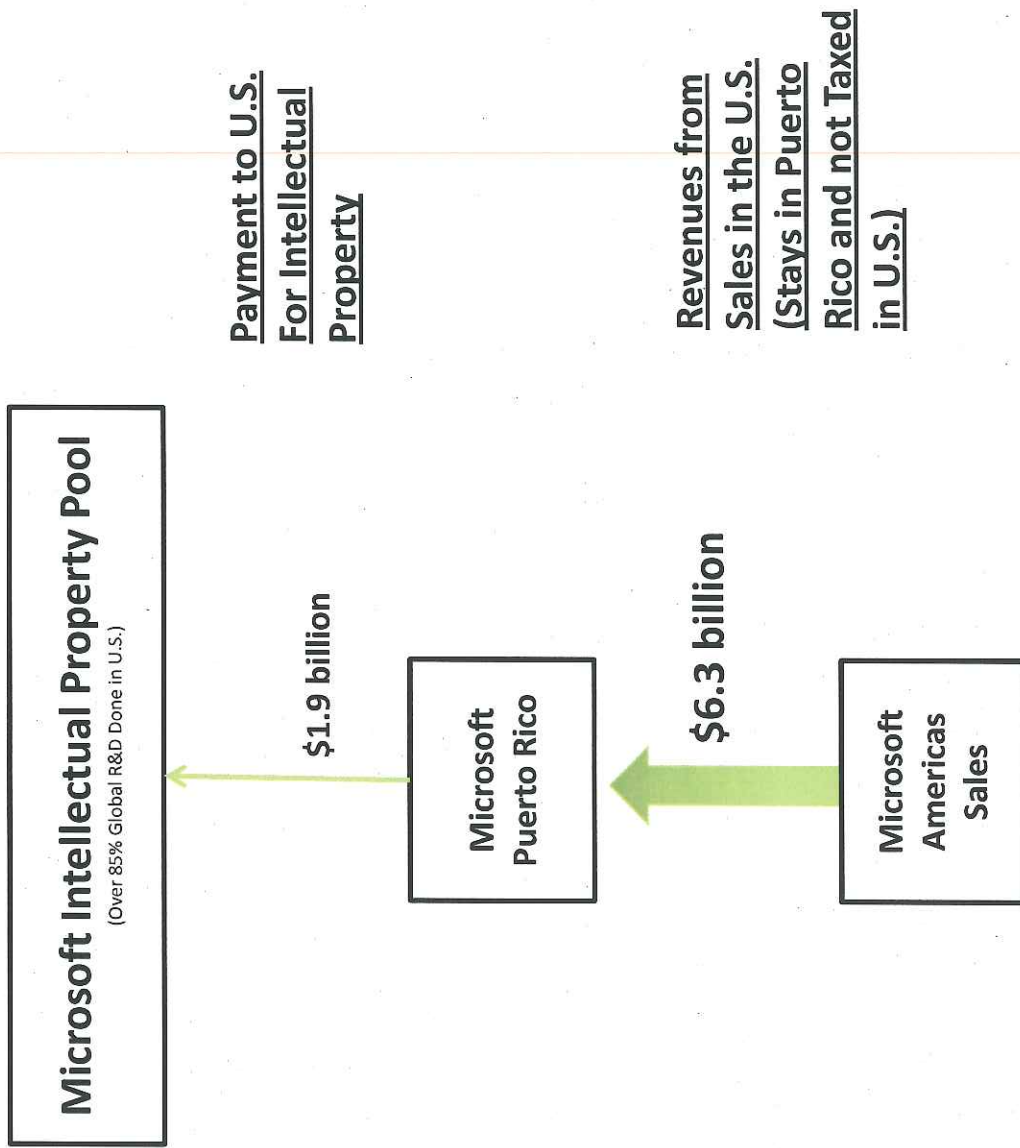 Microsoft Intellectual Property Pool
(Over 85% Global R&D Done in U.S.)
$1.9 billion
Payment to U.S.
For Intellectual
Property
Microsoft
Puerto Rico
$6.3 billion
Revenues from
Sales in the U.S.
(Stays in Puerto
Rico and not Taxed
in U.S.)
Microsoft
Americas
Sales